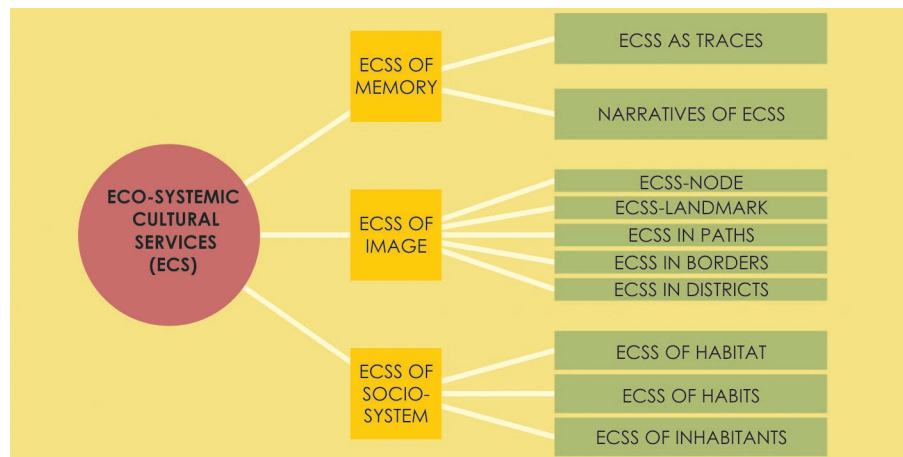 ECO-SYSTEMIC
CULTURAL
SERVICES
(ECS)
ECSS OF
MEMORY
ECSS AS TRACES
NARRATIVES OF ECSS
ECSS OF
IMAGE
ECSS-NODE
ECSS-LANDMARK
ECSS IN PATHS
ECSS IN BORDERS
ECSS IN DISTRICTS
ECSS OF
SOCIO-
SYSTEM
ECSS OF HABITAT
ECSS OF HABITS
ECSS OF INHABITANTS